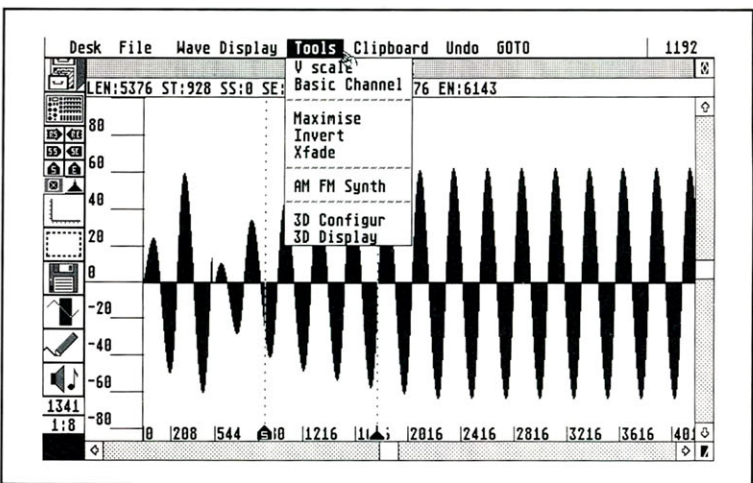 Desk File Wave Display Tools Clipboard Undo GOTO 1192
V scale
LEN:5376 ST:928 SS:0 SE: Basic Channel 76 EN:6143
Maximise
Invert
Xfade
AM FM Synth
3D Configur
3D Display
80
60
40
20
0
-20
-40
-60
-80
1341
1:8
0 208 544 S 1216 2016 2416 2816 3216 3616 401